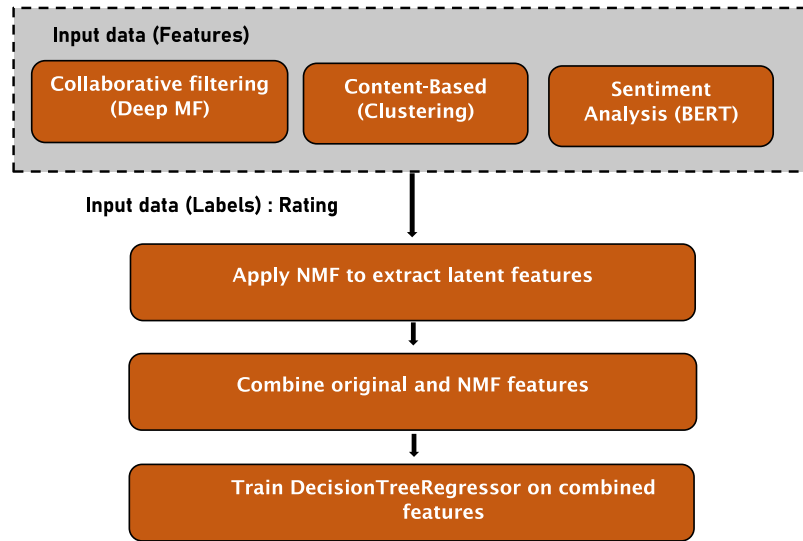 Input data (Features)
Collaborative filtering
(Deep MF)
Content-Based
(Clustering)
Sentiment
Analysis (BERT)
Input data (Labels) : Rating
Apply NMF to extract latent features
Combine original and NMF features
Train DecisionTreeRegressor on combined
features